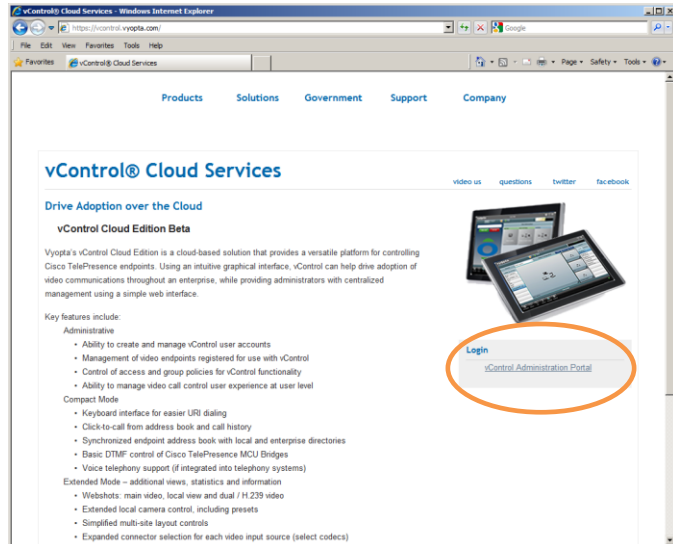 vControl® Cloud Services - Windows Internet Explorer
https://vcontrol.vyopta.com/
Google
File Edit View Favorites Tools Help
Favorites vControl® Cloud Services
Page Safety Tools
Products Solutions Government Support Company
vControl® Cloud Services
video us questions twitter facebook
Drive Adoption over the Cloud
vControl Cloud Edition Beta
Vyopta's vControl Cloud Edition is a cloud-based solution that provides a versatile platform for controlling
Cisco TelePresence endpoints. Using an intuitive graphical interface, vControl can help drive adoption of
video communications throughout an enterprise, while providing administrators with centralized
management using a simple web interface.
Key features include:
Administrative
• Ability to create and manage vControl user accounts
• Management of video endpoints registered for use with vControl
• Control of access and group policies for vControl functionality
• Ability to manage video call control user experience at user level
Compact Mode
• Keyboard interface for easier URI dialing
• Click-to-call from address book and call history
• Synchronized endpoint address book with local and enterprise directories
• Basic DTMF control of Cisco TelePresence MCU Bridges
• Voice telephony support (if integrated into telephony systems)
Extended Mode – additional views, statistics and information
• Webshots: main video, local view and dual / H.239 video
• Extended local camera control, including presets
• Simplified multi-site layout controls
• Expanded connector selection for each video input source (select codecs)
Login
vControl Administration Portal